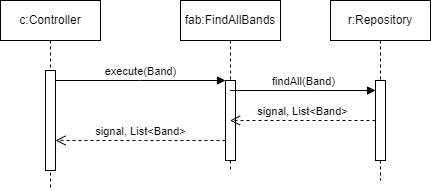 c:Controller
fab:FindAllBands
r:Repository
execute(Band)
findAll(Band)
signal, List<Band>
signal, List<Band>